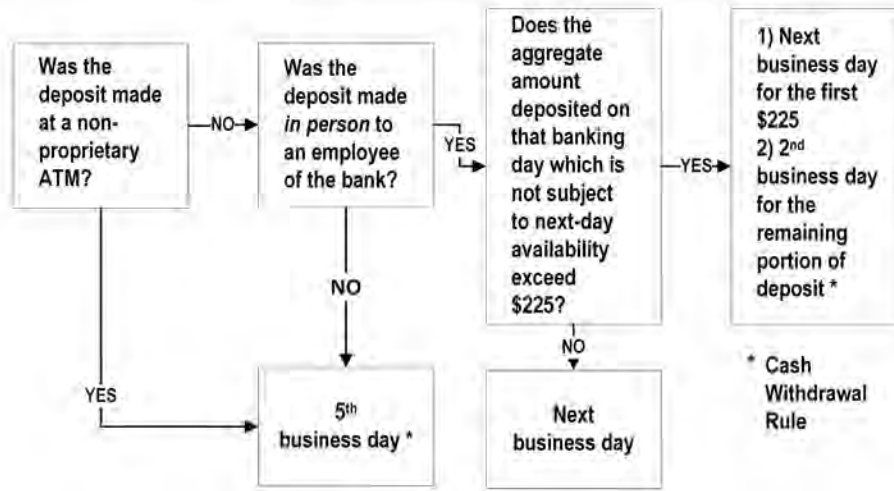 Was the
deposit made
at a non-
proprietary
ATM?
NO
Was the
deposit made
in person to
an employee
of the bank?
YES
Does the
aggregate
amount
deposited on
that banking
day which is
not subject
to next-day
availability
exceed
$225?
YES
1) Next
business day
for the first
$225
2) 2nd
business day
for the
remaining
portion of
deposit *
NO
NO
YES
5th
business day *
Next
business day
* Cash
Withdrawal
Rule